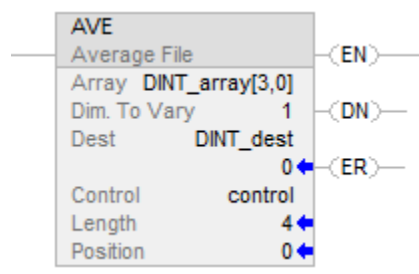 AVE
Average File
EN
Array DINT_array[3,0]
Dim. To Vary 1
DN
Dest DINT_dest
0
ER
Control control
Length 4
Position 0